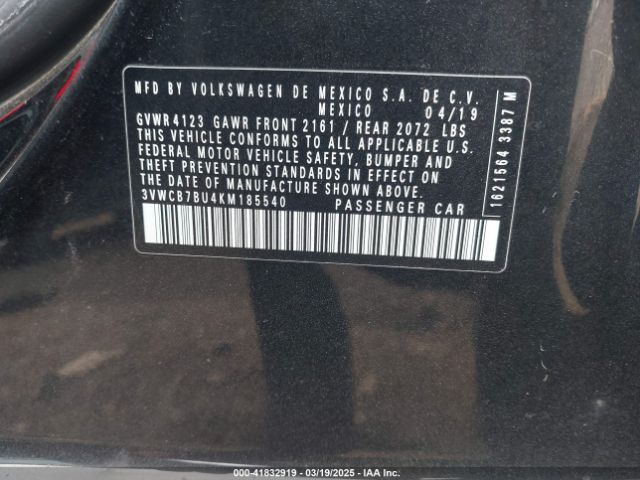 MFD BY VOLKSWAGEN DE MEXICO S.A. DE C.V.
MEXICO 04/19
GVWR 4123 GAWR FRONT 2161 / REAR 2072 LBS
THIS VEHICLE CONFORMS TO ALL APPLICABLE U.S.
FEDERAL MOTOR VEHICLE SAFETY, BUMPER AND
THEFT PREVENTION STANDARDS IN EFFECT ON
THE DATE OF MANUFACTURE SHOWN ABOVE.
3VWCB7BU4KM185540 PASSENGER CAR
1621564 3387 M
000-41832919 - 03/19/2025 - IAA Inc.